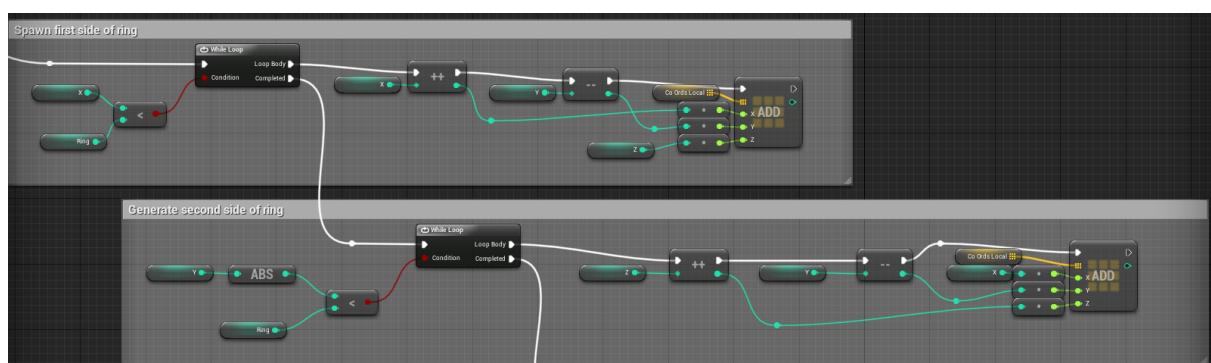 Spawn first side of ring
While Loop
Loop Body
Condition
Completed
X
<
Ring
X
++
Y
--
Co Ords Local
ADD
X
Y
Z
Z
Generate second side of ring
While Loop
Loop Body
Condition
Completed
Y
ABS
<
Ring
Z
++
Y
--
Co Ords Local
X
ADD
X
Y
Z